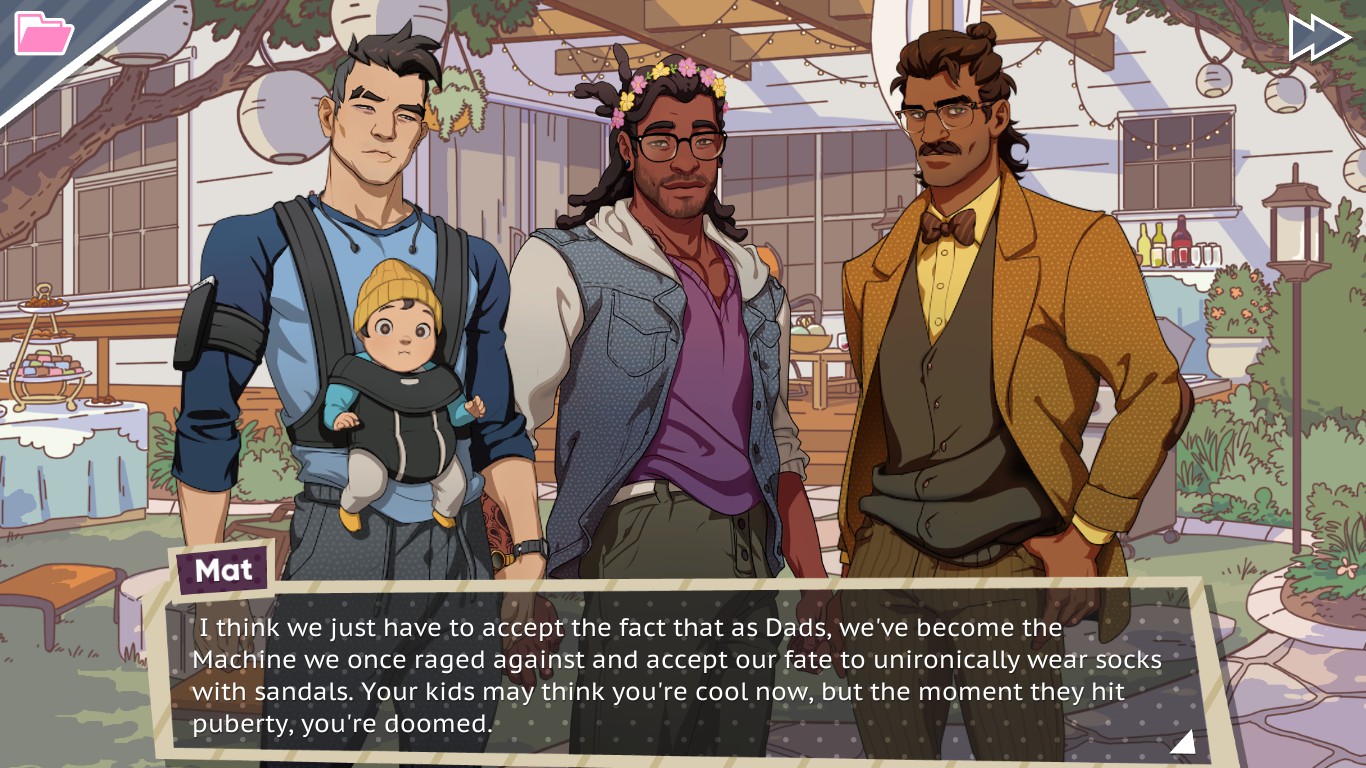 Mat
I think we just have to accept the fact that as Dads, we've become the
Machine we once raged against and accept our fate to unironically wear socks
with sandals. Your kids may think you're cool now, but the moment they hit
puberty, you're doomed.